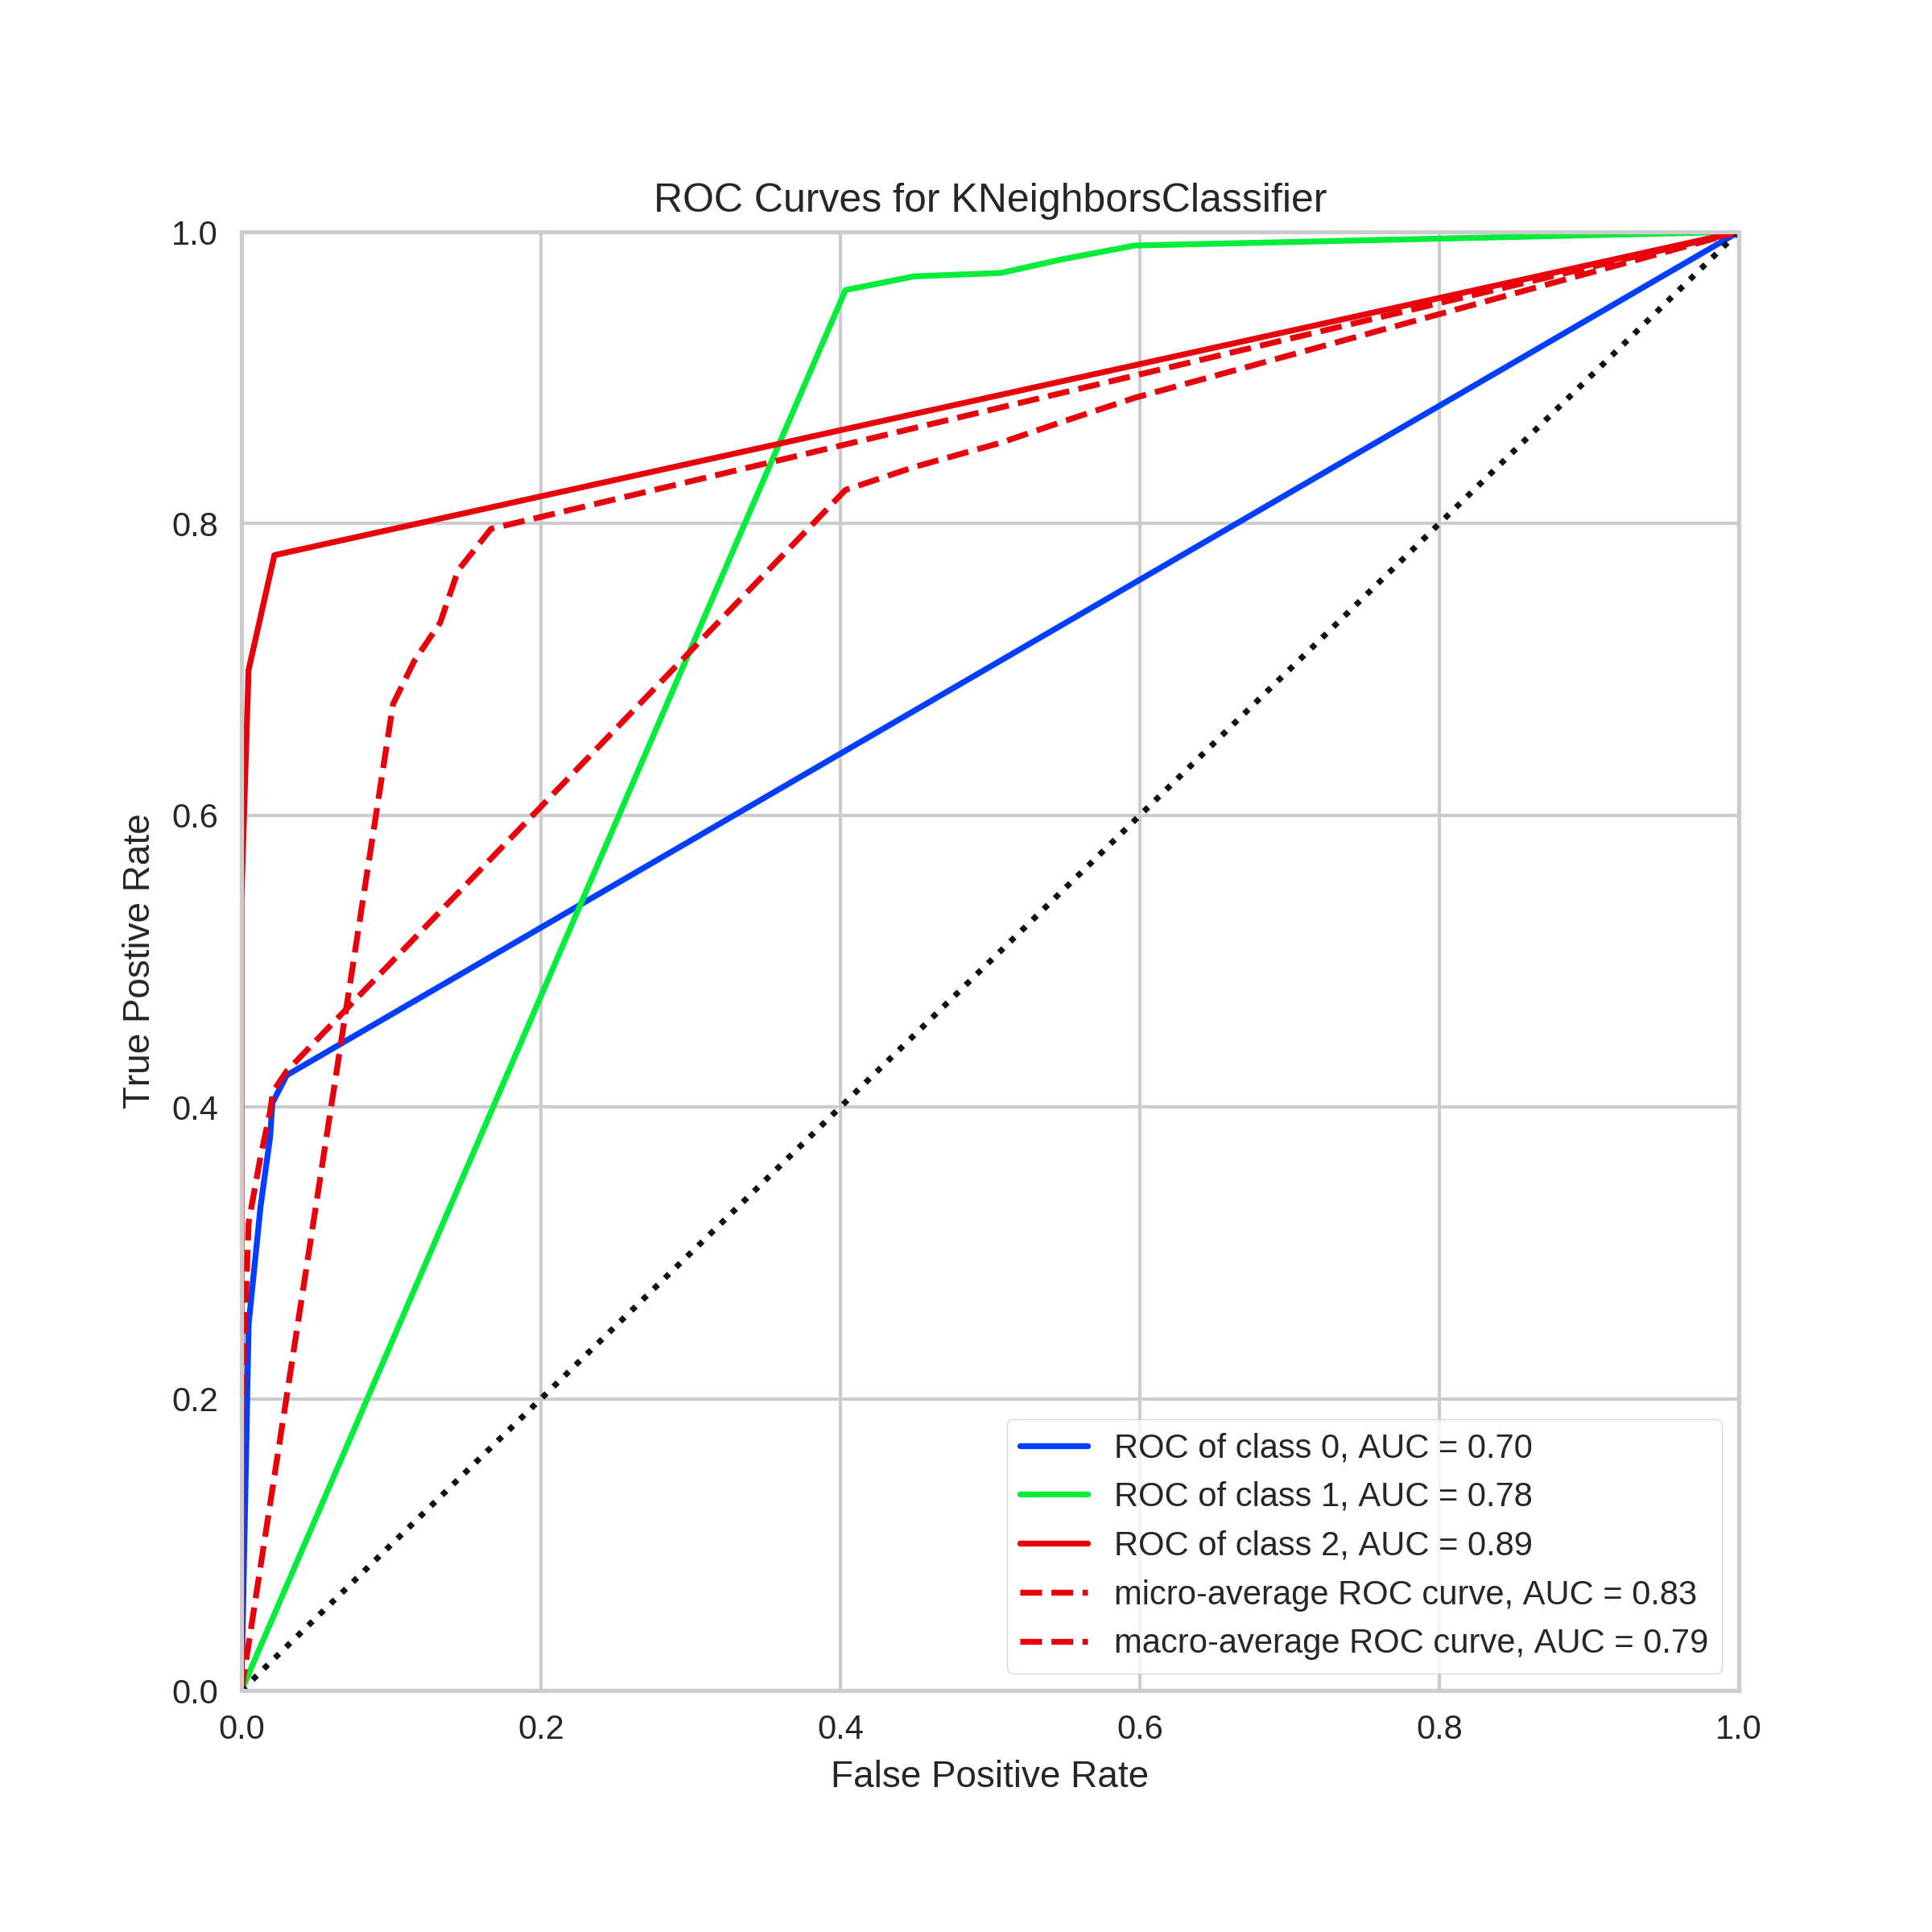 ROC Curves for KNeighborsClassifier
1.0
0.8
0.6
0.4
0.2
0.0
True Postive Rate
0.0 0.2 0.4 0.6 0.8 1.0
False Positive Rate
ROC of class 0, AUC = 0.70
ROC of class 1, AUC = 0.78
ROC of class 2, AUC = 0.89
micro-average ROC curve, AUC = 0.83
macro-average ROC curve, AUC = 0.79